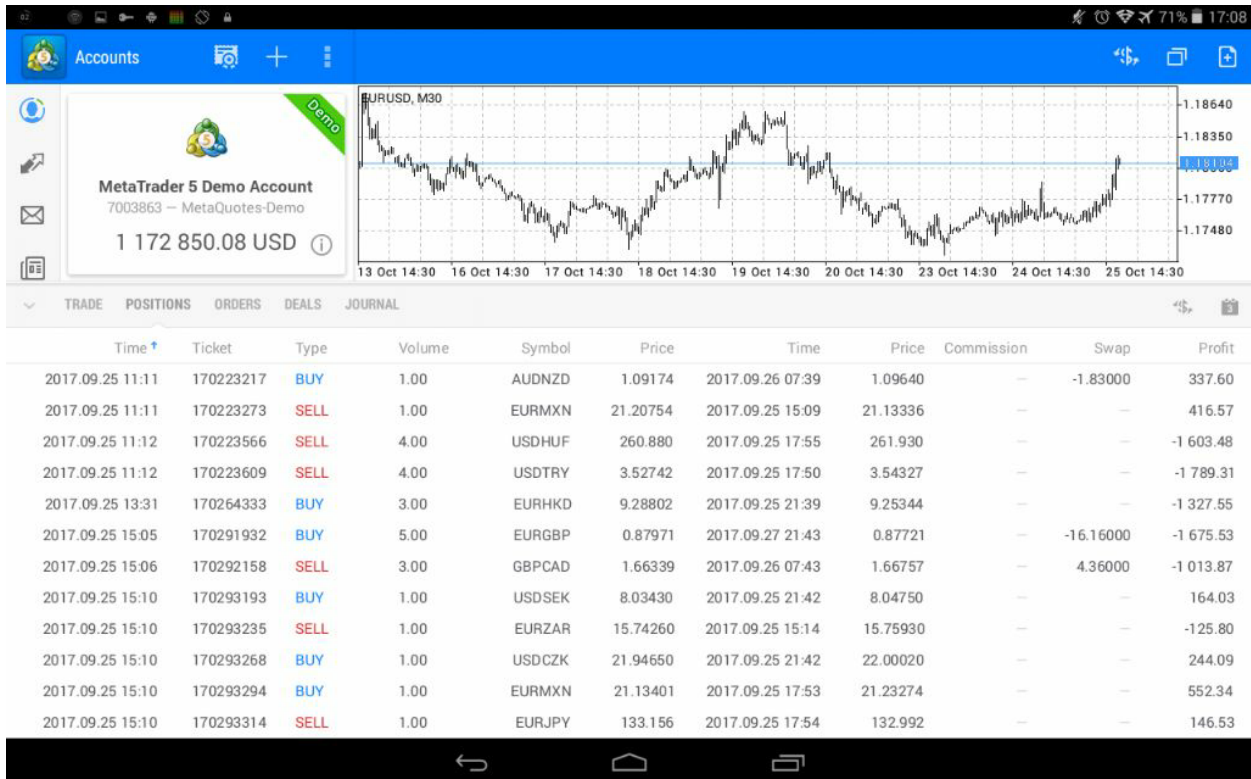 71% 17:08
Accounts
Demo
MetaTrader 5 Demo Account
7003863 — MetaQuotes-Demo
1 172 850.08 USD
EURUSD, M30
1.18640
1.18350
1.18104
1.17770
1.17480
13 Oct 14:30 16 Oct 14:30 17 Oct 14:30 18 Oct 14:30 19 Oct 14:30 20 Oct 14:30 23 Oct 14:30 24 Oct 14:30 25 Oct 14:30
TRADE POSITIONS ORDERS DEALS JOURNAL
Time Ticket Type Volume Symbol Price Time Price Commission Swap Profit
2017.09.25 11:11 170223217 BUY 1.00 AUDNZD 1.09174 2017.09.26 07:39 1.09640 — -1.83000 337.60
2017.09.25 11:11 170223273 SELL 1.00 EURMXN 21.20754 2017.09.25 15:09 21.13336 — — 416.57
2017.09.25 11:12 170223566 SELL 4.00 USDHUF 260.880 2017.09.25 17:55 261.930 — — -1 603.48
2017.09.25 11:12 170223609 SELL 4.00 USDTRY 3.52742 2017.09.25 17:50 3.54327 — — -1 789.31
2017.09.25 13:31 170264333 BUY 3.00 EURHKD 9.28802 2017.09.25 21:39 9.25344 — — -1 327.55
2017.09.25 15:05 170291932 BUY 5.00 EURGBP 0.87971 2017.09.27 21:43 0.87721 — -16.16000 -1 675.53
2017.09.25 15:06 170292158 SELL 3.00 GBPCAD 1.66339 2017.09.26 07:43 1.66757 — 4.36000 -1 013.87
2017.09.25 15:10 170293193 BUY 1.00 USDSEK 8.03430 2017.09.25 21:42 8.04750 — — 164.03
2017.09.25 15:10 170293235 SELL 1.00 EURZAR 15.74260 2017.09.25 15:14 15.75930 — — -125.80
2017.09.25 15:10 170293268 BUY 1.00 USDCZK 21.94650 2017.09.25 21:42 22.00020 — — 244.09
2017.09.25 15:10 170293294 BUY 1.00 EURMXN 21.13401 2017.09.25 17:53 21.23274 — — 552.34
2017.09.25 15:10 170293314 SELL 1.00 EURJPY 133.156 2017.09.25 17:54 132.992 — — 146.53